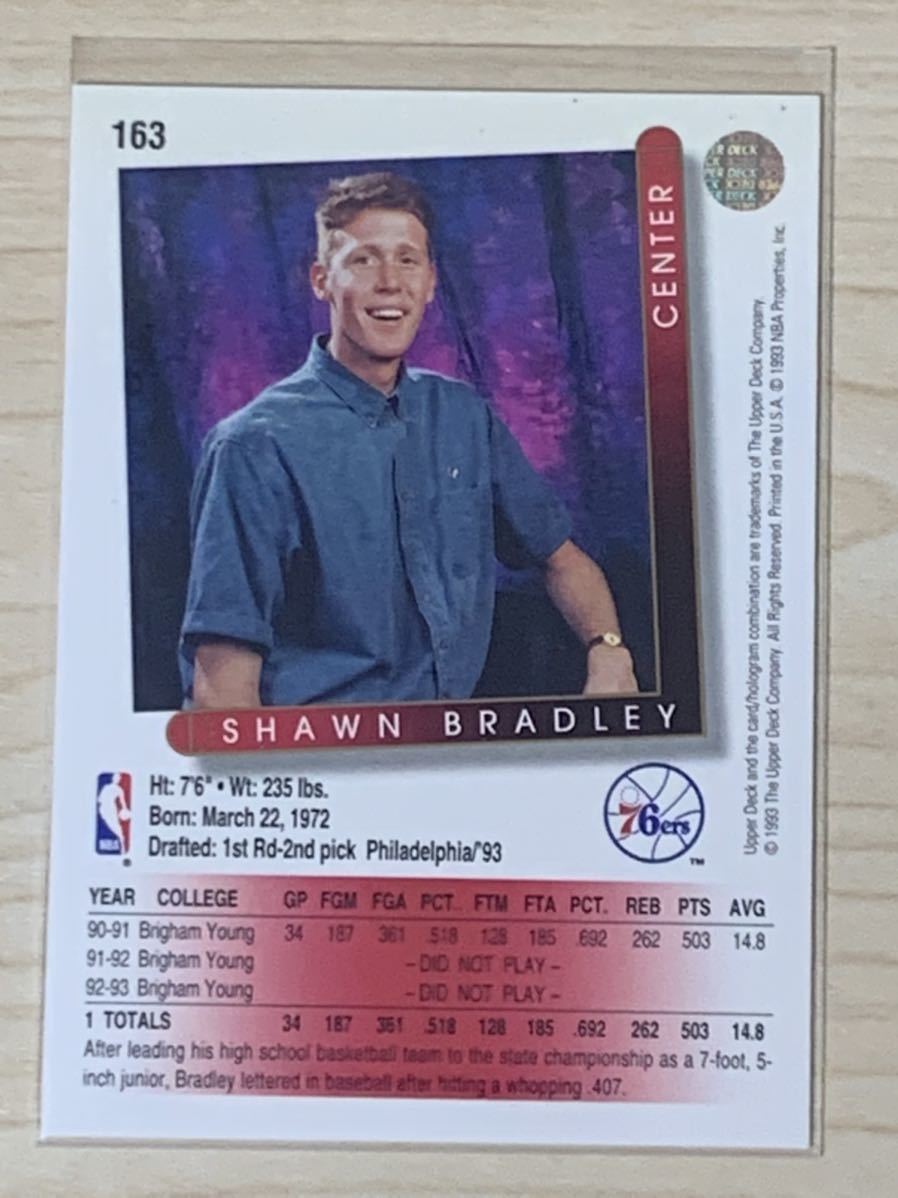 163
CENTER
SHAWN BRADLEY
Ht: 7'6" • Wt: 235 lbs.
Born: March 22, 1972
Drafted: 1st Rd-2nd pick Philadelphia/'93
NBA
®
76ers
™
YEAR COLLEGE GP FGM FGA PCT. FTM FTA PCT. REB PTS AVG
90-91 Brigham Young 34 187 361 .518 128 185 .692 262 503 14.8
91-92 Brigham Young – DID NOT PLAY –
92-93 Brigham Young – DID NOT PLAY –
1 TOTALS 34 187 361 .518 128 185 .692 262 503 14.8
After leading his high school basketball team to the state championship as a 7-foot, 5-
inch junior, Bradley lettered in baseball after hitting a whopping .407.
Upper Deck and the card/hologram combination are trademarks of The Upper Deck Company.
© 1993 The Upper Deck Company. All Rights Reserved. Printed in the U.S.A. © 1993 NBA Properties, Inc.
R DECK
PER DECK